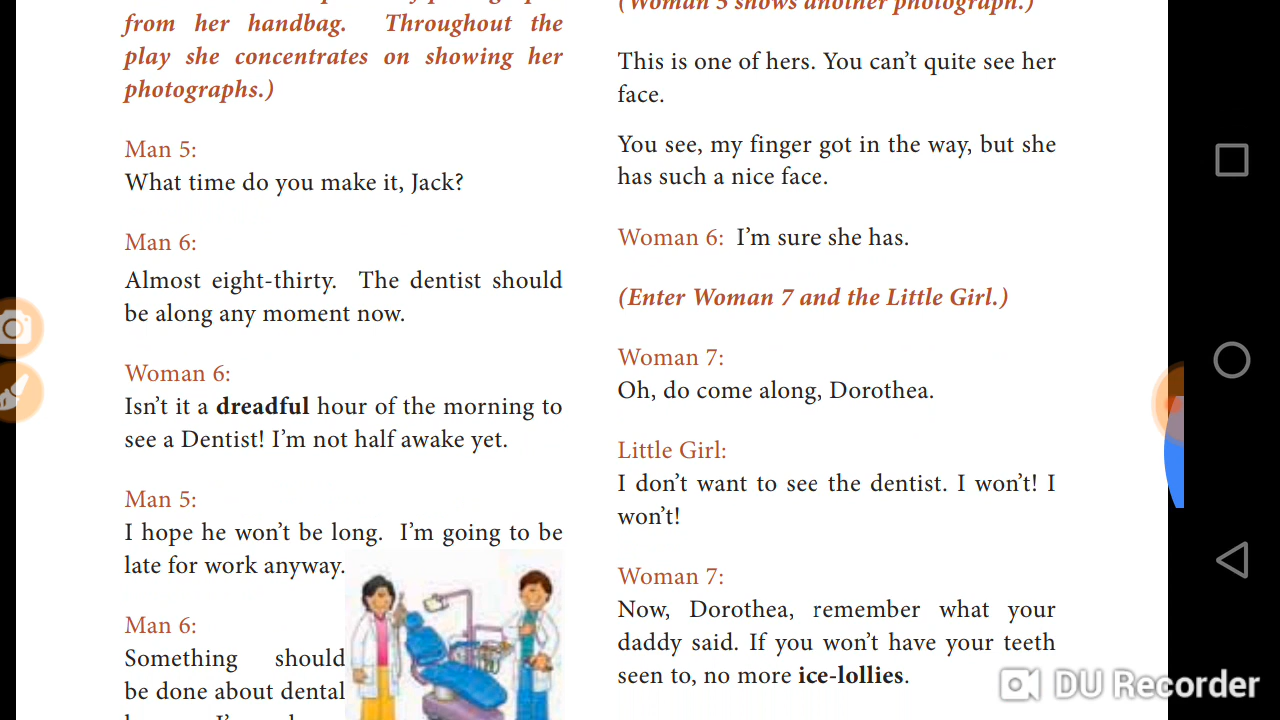 from her handbag. Throughout the
play she concentrates on showing her
photographs.)
Man 5:
What time do you make it, Jack?
Man 6:
Almost eight-thirty. The dentist should
be along any moment now.
Woman 6:
Isn't it a dreadful hour of the morning to
see a Dentist! I'm not half awake yet.
Man 5:
I hope he won't be long. I'm going to be
late for work anyway.
Man 6:
Something should
be done about dental
(Woman 5 shows another photograph.)
This is one of hers. You can't quite see her
face.
You see, my finger got in the way, but she
has such a nice face.
Woman 6: I'm sure she has.
(Enter Woman 7 and the Little Girl.)
Woman 7:
Oh, do come along, Dorothea.
Little Girl:
I don't want to see the dentist. I won't! I
won't!
Woman 7:
Now, Dorothea, remember what your
daddy said. If you won't have your teeth
seen to, no more ice-lollies.
DU Recorder